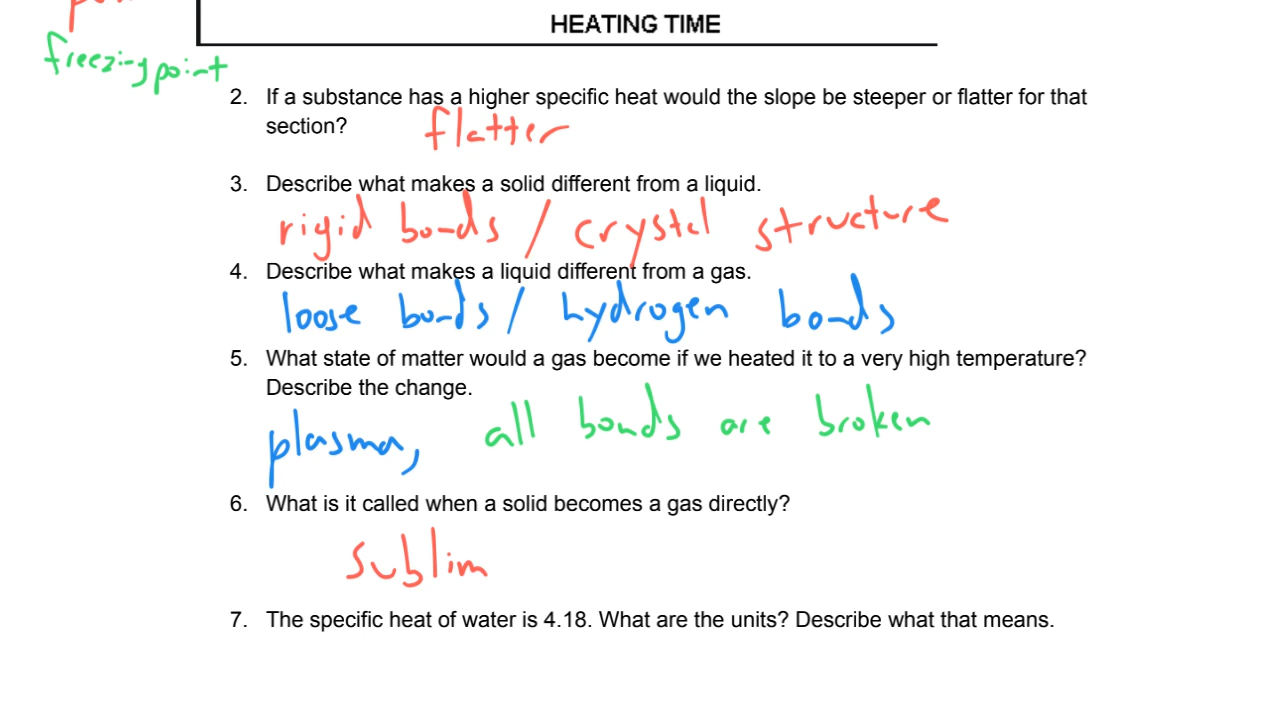 HEATING TIME
freezing point
2. If a substance has a higher specific heat would the slope be steeper or flatter for that
section?
flatter
3. Describe what makes a solid different from a liquid.
rigid bonds / crystal structure
4. Describe what makes a liquid different from a gas.
loose bonds / hydrogen bonds
5. What state of matter would a gas become if we heated it to a very high temperature?
Describe the change.
plasma, all bonds are broken
6. What is it called when a solid becomes a gas directly?
sublim
7. The specific heat of water is 4.18. What are the units? Describe what that means.